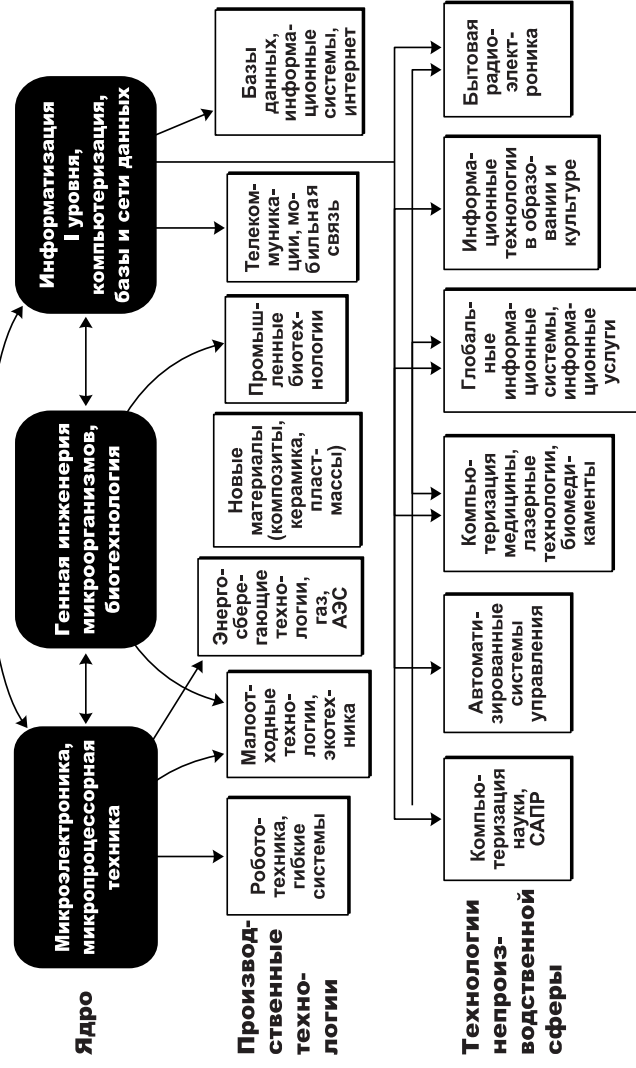 Ядро
Микроэлектроника,
микропроцессорная
техника
Генная инженерия
микроорганизмов,
биотехнология
Информатизация
I уровня,
компьютеризация,
базы и сети данных
Производ-
ственные
техно-
логии
Робото-
техника,
гибкие
системы
Малоот-
ходные
техно-
логии,
экотех-
ника
Энерго-
сбере-
гающие
техно-
логии,
газ,
АЭС
Новые
материалы
(композиты,
керамика,
пласт-
массы)
Промыш-
ленные
биотех-
нологии
Телеком-
муника-
ции, мо-
бильная
связь
Базы
данных,
информа-
ционные
системы,
интернет
Технологии
непроиз-
водственной
сферы
Компью-
теризация
науки,
САПР
Автомати-
зированные
системы
управления
Компью-
теризация
медицины,
лазерные
технологии,
биомеди-
каменты
Глобаль-
ные
информа-
ционные
системы,
информа-
ционные
услуги
Информа-
ционные
технологии
в образо-
вании и
культуре
Бытовая
радио-
элект-
роника